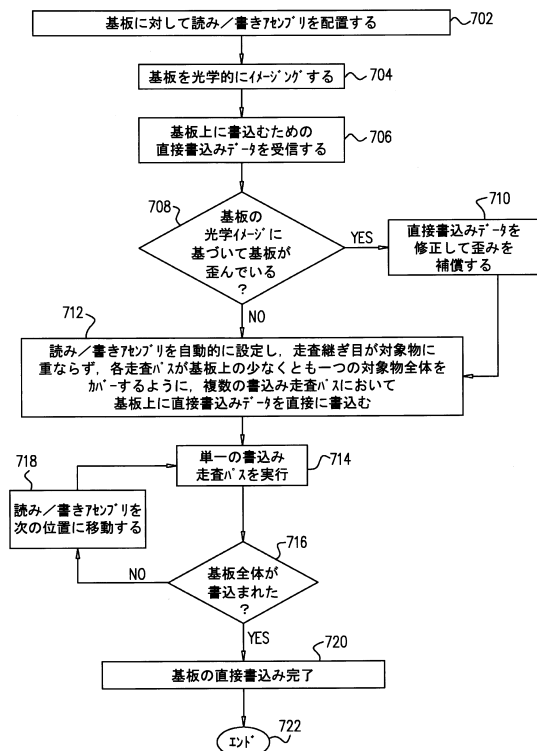 基板に対して読み／書きｱｾﾝﾌﾞﾘを配置する
702
基板を光学的にｲﾒｰｼﾞﾝｸﾞする
704
基板上に書込むための
直接書込みﾃﾞｰﾀを受信する
706
708
基板の
光学ｲﾒｰｼﾞに
基づいて基板が
歪んでいる
？
YES
NO
710
直接書込みﾃﾞｰﾀを
修正して歪みを
補償する
712
読み／書きｱｾﾝﾌﾞﾘを自動的に設定し，走査継ぎ目が対象物に
重ならず，各走査ﾊﾟｽが基板上の少なくとも一つの対象物全体を
ｶﾊﾞｰするように，複数の書込み走査ﾊﾟｽにおいて
基板上に直接書込みﾃﾞｰﾀを直接に書込む
単一の書込み
走査ﾊﾟｽを実行
714
718
読み／書きｱｾﾝﾌﾞﾘを
次の位置に移動する
716
基板全体が
書込まれた
？
NO
YES
720
基板の直接書込み完了
ｴﾝﾄﾞ
722